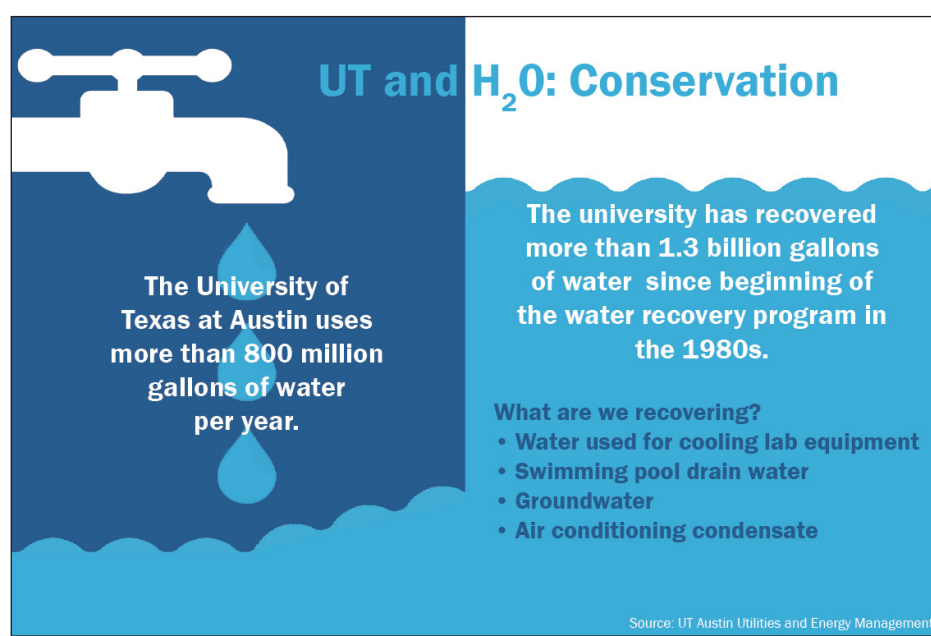 UT and H₂0: Conservation
The University of
Texas at Austin uses
more than 800 million
gallons of water
per year.
The university has recovered
more than 1.3 billion gallons
of water since beginning of
the water recovery program in
the 1980s.
What are we recovering?
• Water used for cooling lab equipment
• Swimming pool drain water
• Groundwater
• Air conditioning condensate
Source: UT Austin Utilities and Energy Management